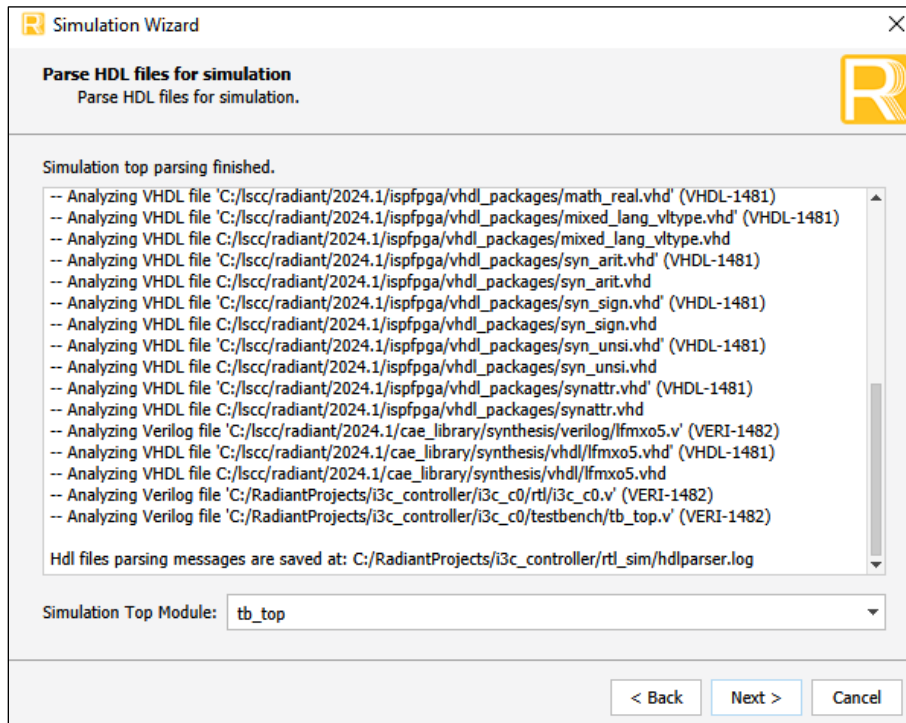 Simulation Wizard
Parse HDL files for simulation
Parse HDL files for simulation.
Simulation top parsing finished.
-- Analyzing VHDL file 'C:/lscc/radiant/2024.1/ispfpga/vhdl_packages/math_real.vhd' (VHDL-1481)
-- Analyzing VHDL file 'C:/lscc/radiant/2024.1/ispfpga/vhdl_packages/mixed_lang_vltype.vhd' (VHDL-1481)
-- Analyzing VHDL file C:/lscc/radiant/2024.1/ispfpga/vhdl_packages/mixed_lang_vltype.vhd
-- Analyzing VHDL file 'C:/lscc/radiant/2024.1/ispfpga/vhdl_packages/syn_arit.vhd' (VHDL-1481)
-- Analyzing VHDL file C:/lscc/radiant/2024.1/ispfpga/vhdl_packages/syn_arit.vhd
-- Analyzing VHDL file 'C:/lscc/radiant/2024.1/ispfpga/vhdl_packages/syn_sign.vhd' (VHDL-1481)
-- Analyzing VHDL file C:/lscc/radiant/2024.1/ispfpga/vhdl_packages/syn_sign.vhd
-- Analyzing VHDL file 'C:/lscc/radiant/2024.1/ispfpga/vhdl_packages/syn_unsi.vhd' (VHDL-1481)
-- Analyzing VHDL file C:/lscc/radiant/2024.1/ispfpga/vhdl_packages/syn_unsi.vhd
-- Analyzing VHDL file 'C:/lscc/radiant/2024.1/ispfpga/vhdl_packages/synattr.vhd' (VHDL-1481)
-- Analyzing VHDL file C:/lscc/radiant/2024.1/ispfpga/vhdl_packages/synattr.vhd
-- Analyzing Verilog file 'C:/lscc/radiant/2024.1/cae_library/synthesis/verilog/lfmxo5.v' (VERI-1482)
-- Analyzing VHDL file 'C:/lscc/radiant/2024.1/cae_library/synthesis/vhdl/lfmxo5.vhd' (VHDL-1481)
-- Analyzing VHDL file C:/lscc/radiant/2024.1/cae_library/synthesis/vhdl/lfmxo5.vhd
-- Analyzing Verilog file 'C:/RadiantProjects/i3c_controller/i3c_c0/rtl/i3c_c0.v' (VERI-1482)
-- Analyzing Verilog file 'C:/RadiantProjects/i3c_controller/i3c_c0/testbench/tb_top.v' (VERI-1482)
Hdl files parsing messages are saved at: C:/RadiantProjects/i3c_controller/rtl_sim/hdlparser.log
Simulation Top Module: tb_top
< Back Next > Cancel